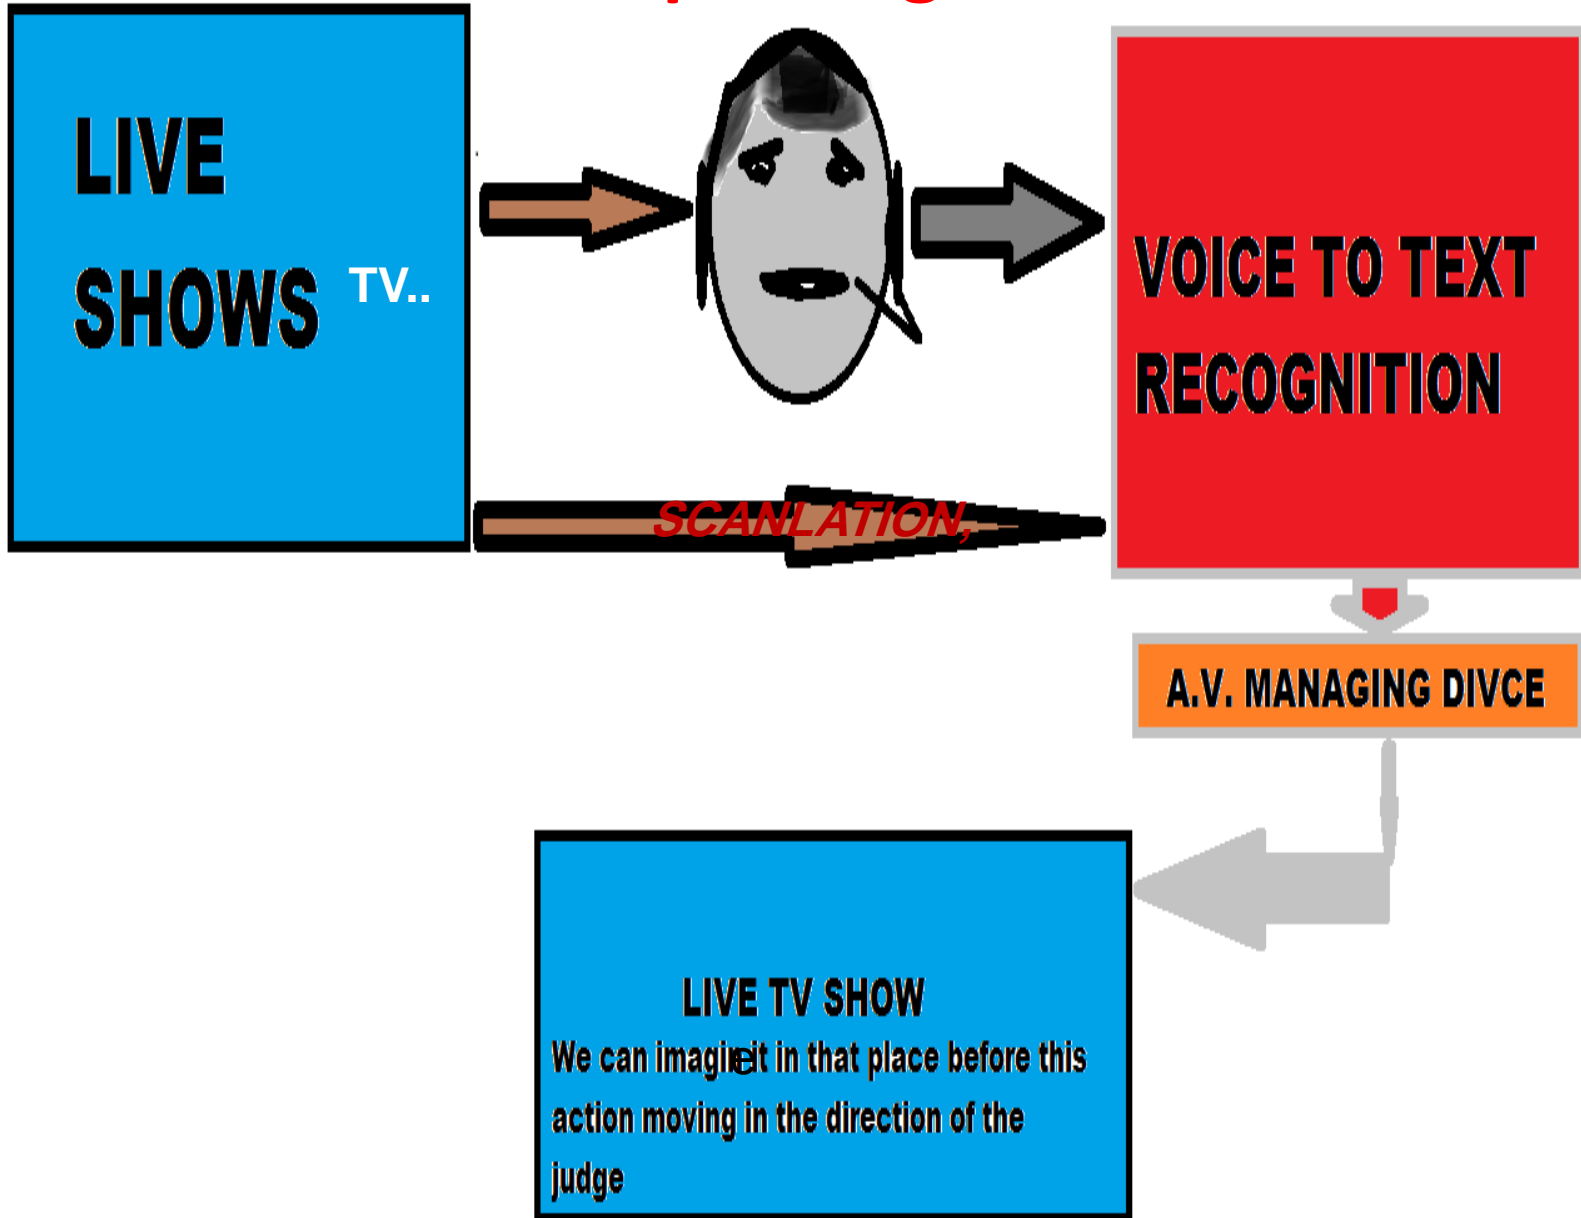 LIVE
SHOWS TV..
VOICE TO TEXT
RECOGNITION
SCANLATION,
A.V. MANAGING DIVCE
LIVE TV SHOW
We can imagine it in that place before this
action moving in the direction of the
judge